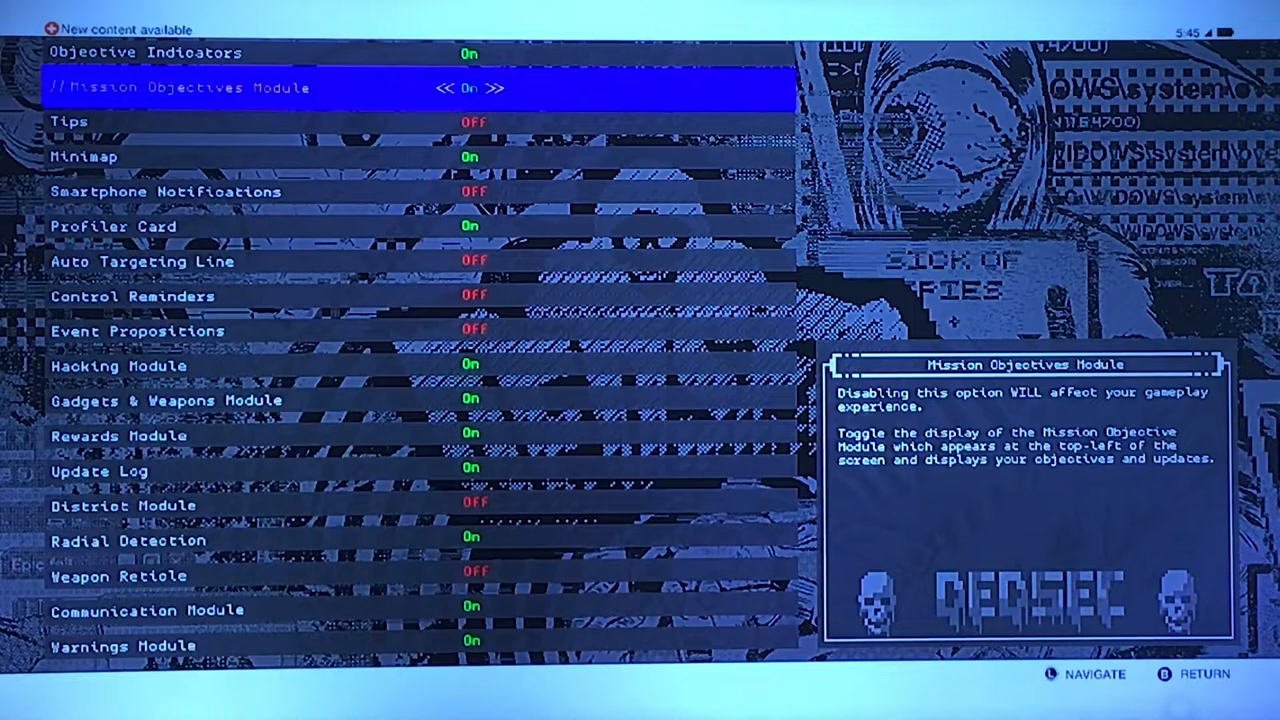 New content available
5:45
Objective Indicators On
//Mission Objectives Module << On >>
Tips OFF
Minimap On
Smartphone Notifications OFF
Profiler Card On
Auto Targeting Line OFF
Control Reminders OFF
Event Propositions OFF
Hacking Module On
Gadgets & Weapons Module On
Rewards Module On
Update Log On
District Module OFF
Radial Detection On
Weapon Reticle OFF
Communication Module On
Warnings Module On
SICK OF
Mission Objectives Module
Disabling this option WILL affect your gameplay
experience.
Toggle the display of the Mission Objective
Module which appears at the top-left of the
screen and displays your objectives and updates.
DEDSEC
L NAVIGATE B RETURN